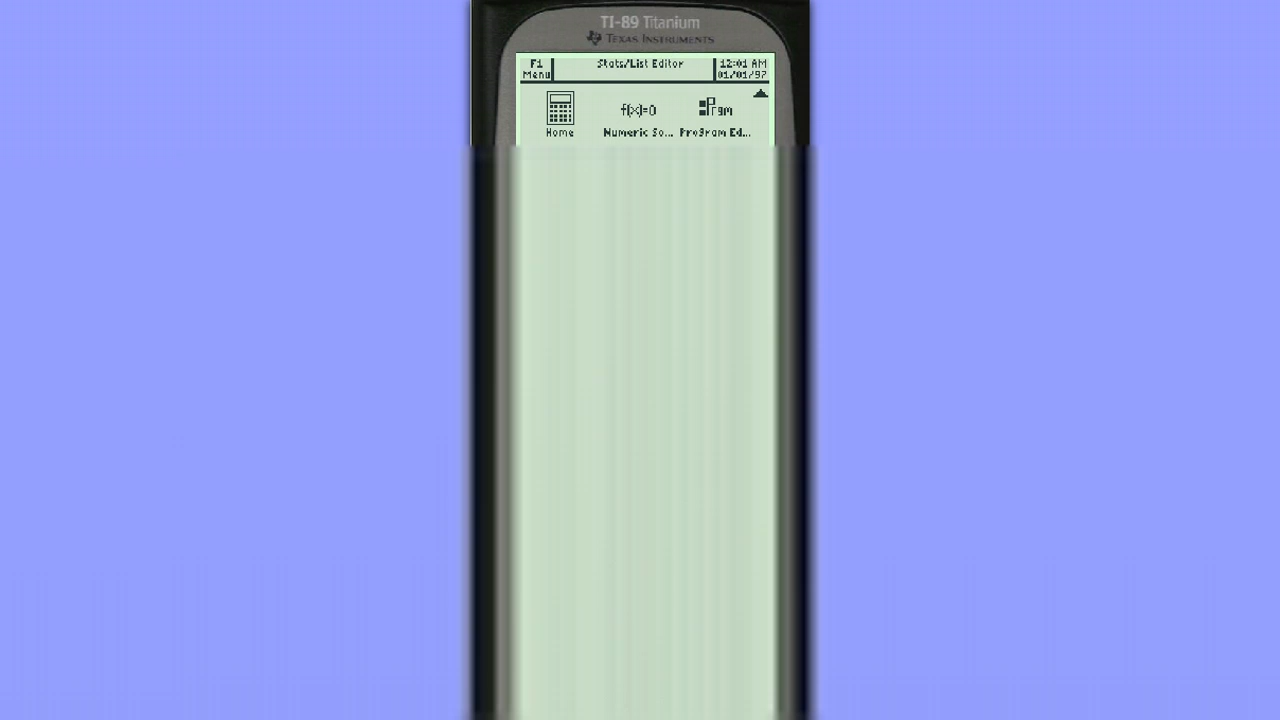 TI-89 Titanium
TEXAS INSTRUMENTS
F1
Menu
Stats/List Editor
12:01 AM
01/01/97
f(x)=0
Prgm
Home
Numeric So...
Program Ed...